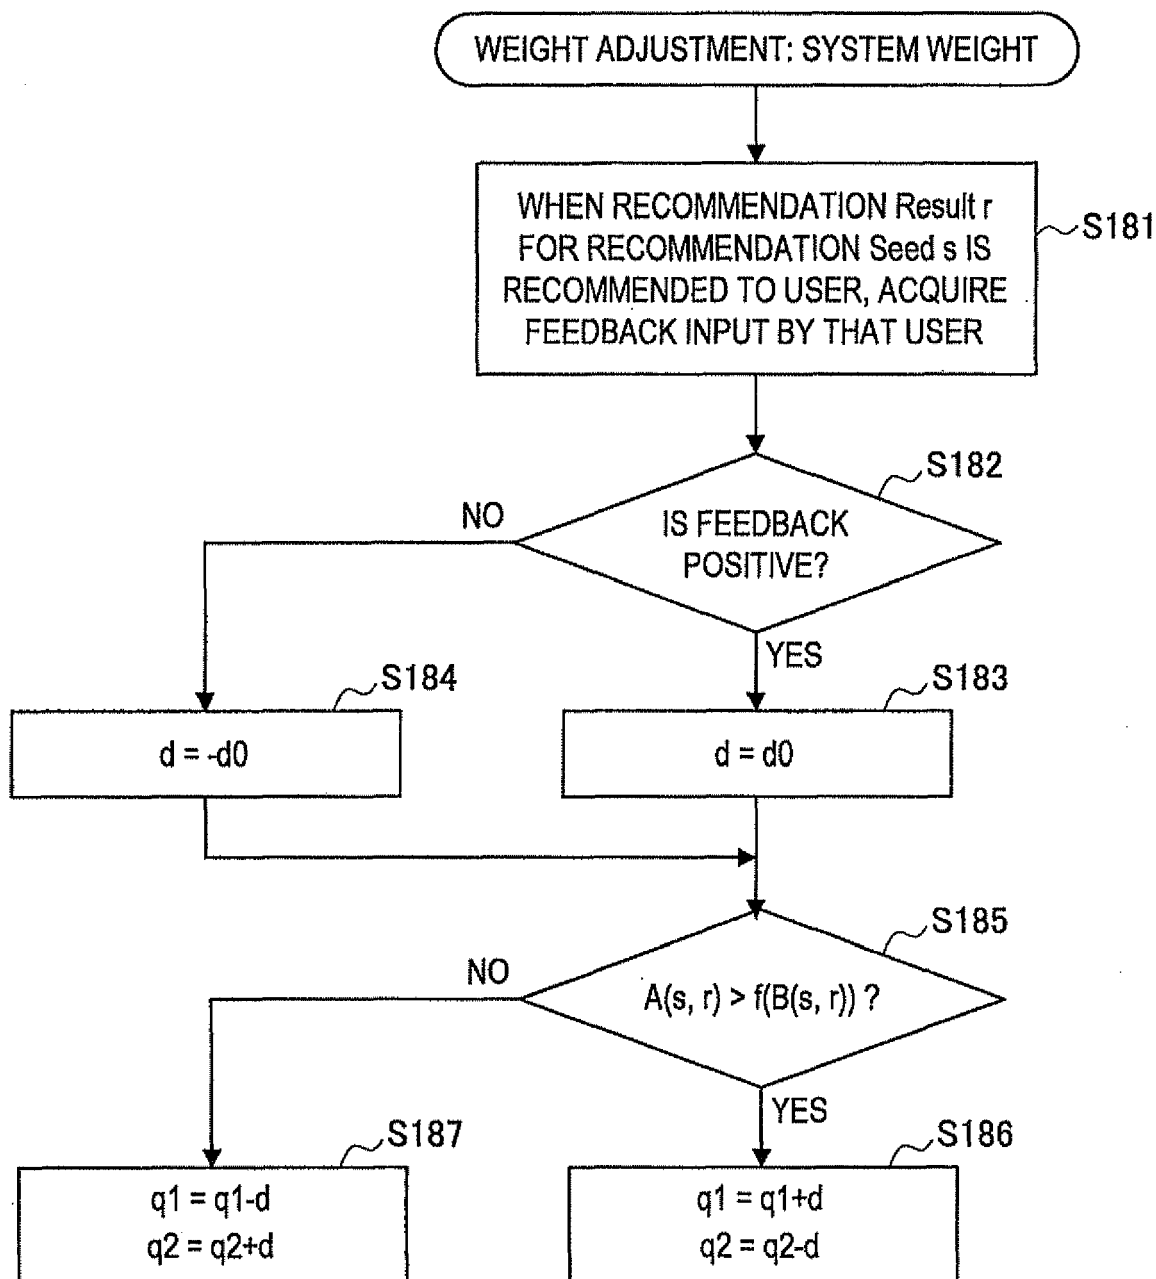 WEIGHT ADJUSTMENT: SYSTEM WEIGHT
WHEN RECOMMENDATION Result r
FOR RECOMMENDATION Seed s IS
RECOMMENDED TO USER, ACQUIRE
FEEDBACK INPUT BY THAT USER
S181
S182
NO
IS FEEDBACK
POSITIVE?
YES
S184
S183
d = -d0
d = d0
S185
NO
A(s, r) > f(B(s, r)) ?
YES
S187
S186
q1 = q1-d
q2 = q2+d
q1 = q1+d
q2 = q2-d